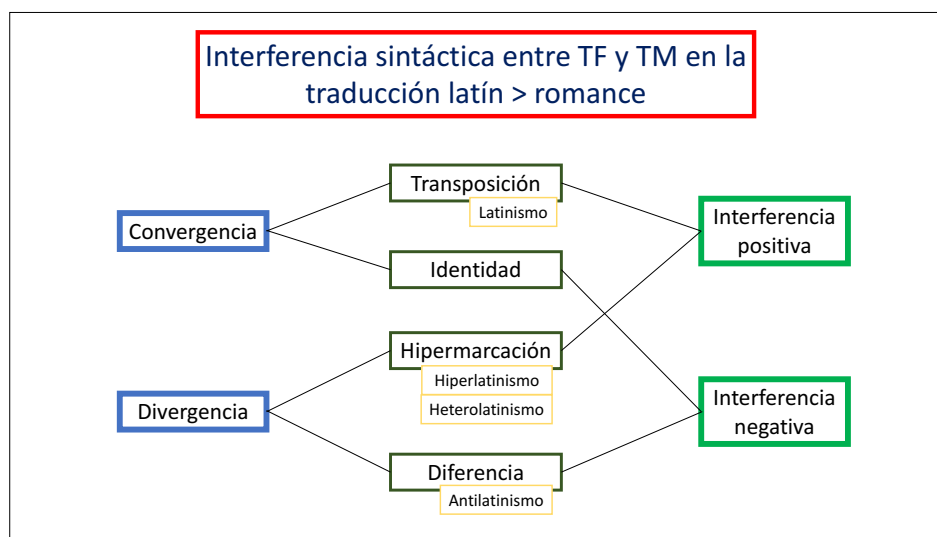 Interferencia sintáctica entre TF y TM en la
traducción latín > romance
Transposición
Latinismo
Convergencia
Identidad
Interferencia
positiva
Hipermarcación
Hiperlatinismo
Heterolatinismo
Divergencia
Diferencia
Antilatinismo
Interferencia
negativa